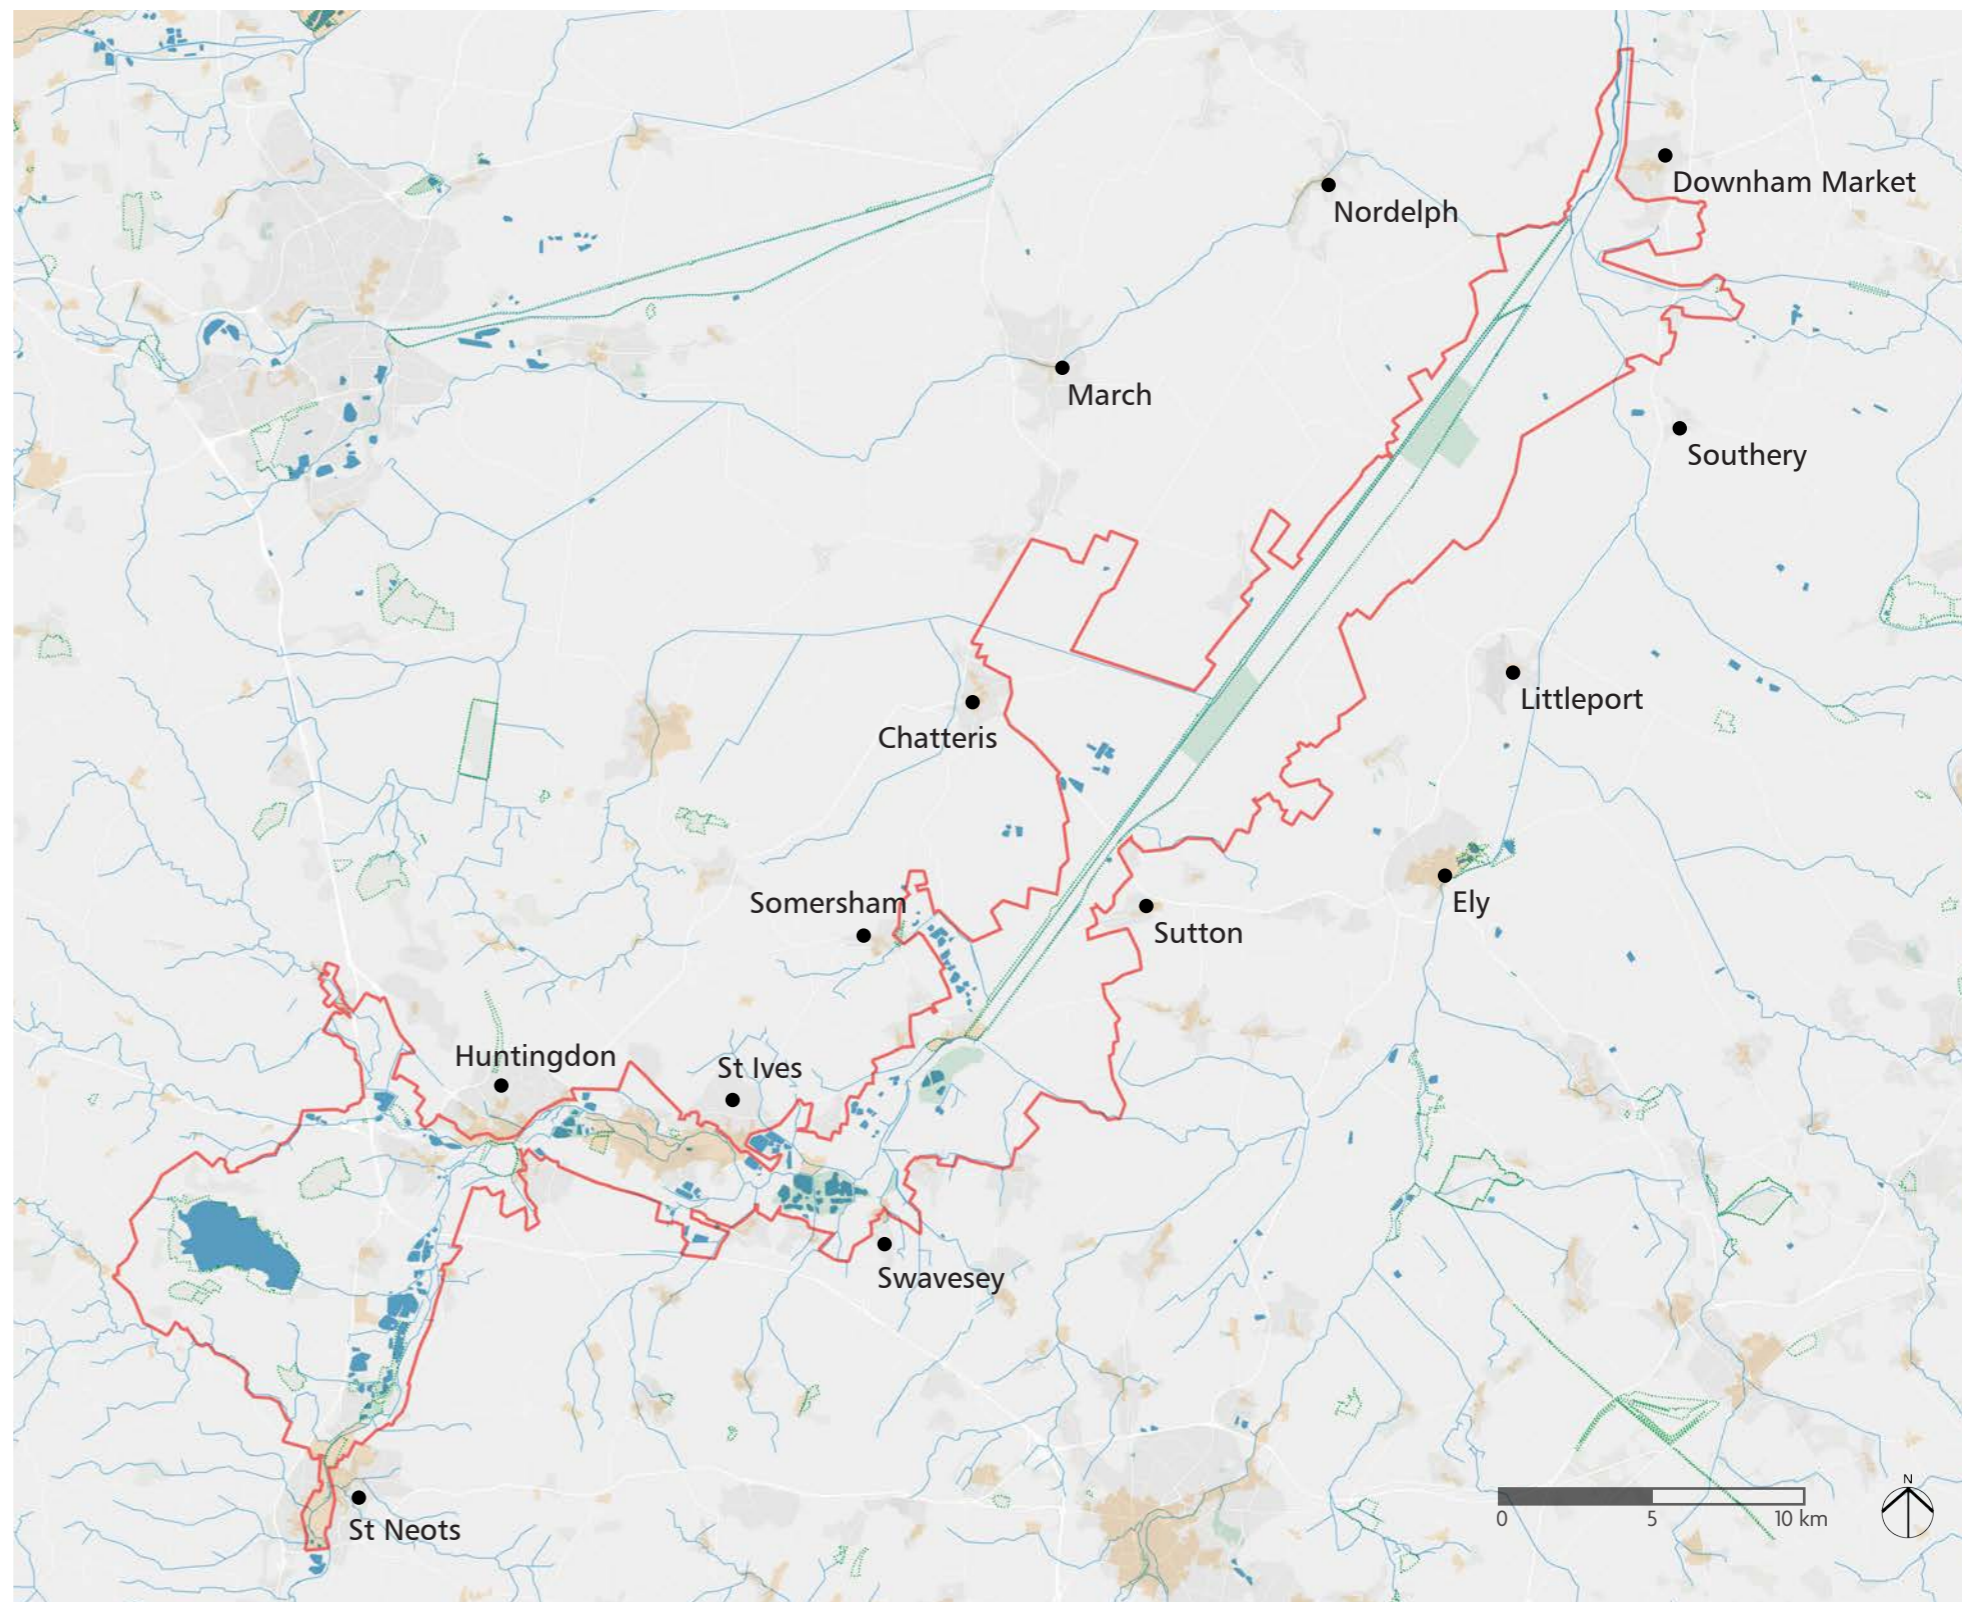 Downham Market
Nordelph
March
Southery
Littleport
Chatteris
Somersham
Ely
Sutton
Huntingdon
St Ives
Swavesey
N
0 5 10 km
St Neots